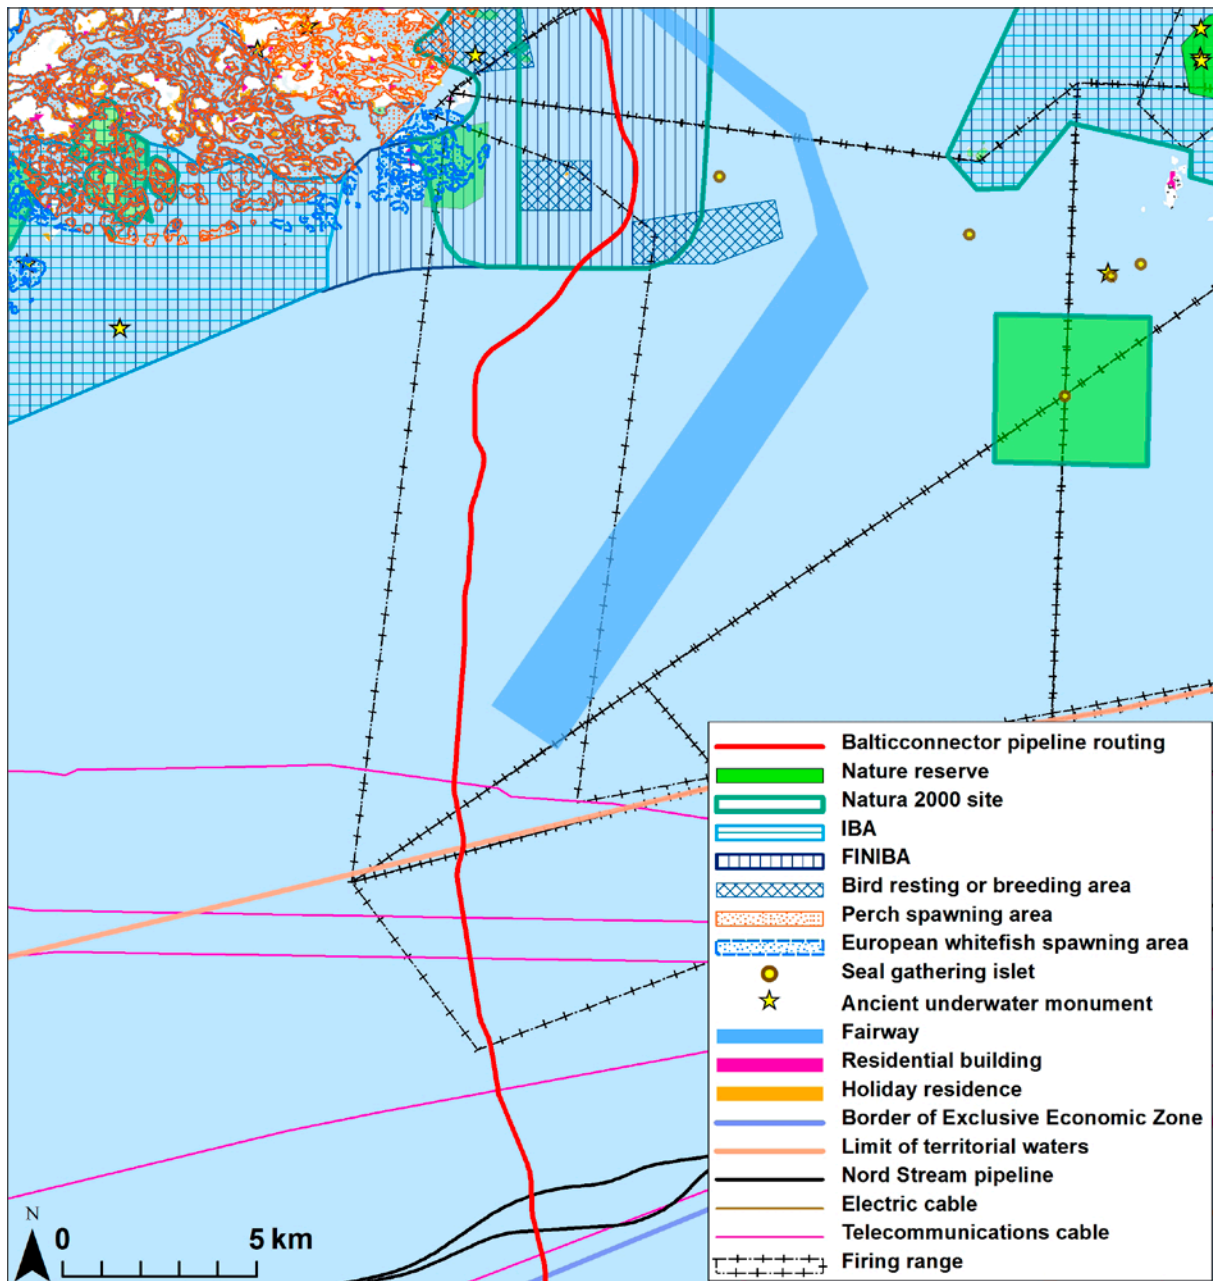 Balticconnector pipeline routing
Nature reserve
Natura 2000 site
IBA
FINIBA
Bird resting or breeding area
Perch spawning area
European whitefish spawning area
Seal gathering islet
Ancient underwater monument
Fairway
Residential building
Holiday residence
Border of Exclusive Economic Zone
Limit of territorial waters
Nord Stream pipeline
Electric cable
Telecommunications cable
Firing range
N
0 5 km